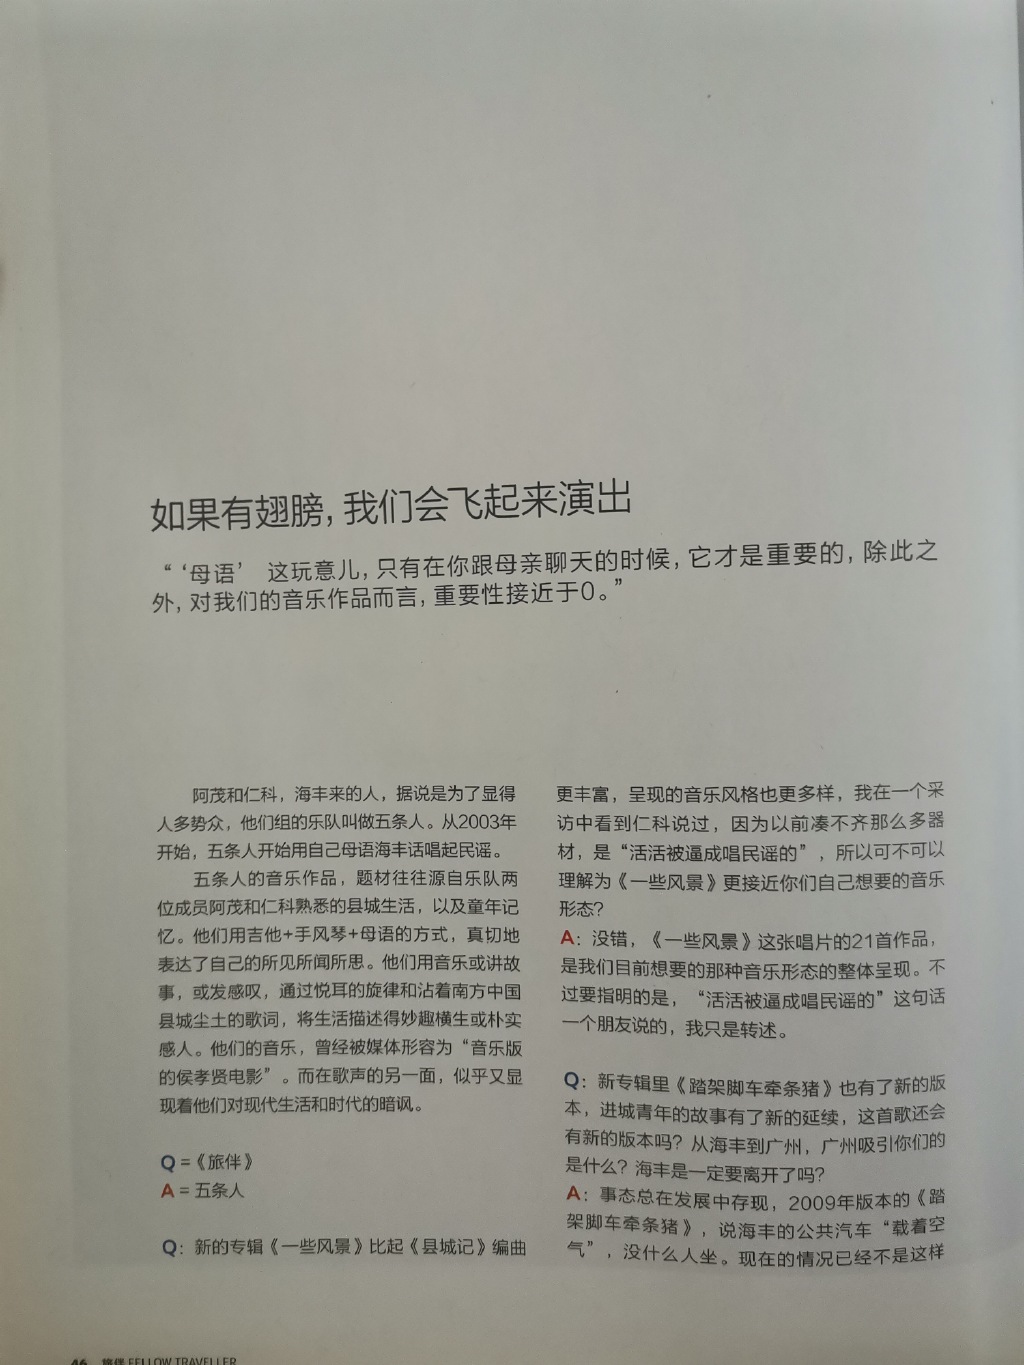 如果有翅膀，我们会飞起来演出
“‘母语’ 这玩意儿，只有在你跟母亲聊天的时候，它才是重要的，除此之
外，对我们的音乐作品而言，重要性接近于0。”
阿茂和仁科，海丰来的人，据说是为了显得
人多势众，他们组的乐队叫做五条人。从2003年
开始，五条人开始用自己母语海丰话唱起民谣。
五条人的音乐作品，题材往往源自乐队两
位成员阿茂和仁科熟悉的县城生活，以及童年记
忆。他们用吉他+手风琴+母语的方式，真切地
表达了自己的所见所闻所思。他们用音乐或讲故
事，或发感叹，通过悦耳的旋律和沾着南方中国
县城尘土的歌词，将生活描述得妙趣横生或朴实
感人。他们的音乐，曾经被媒体形容为“音乐版
的侯孝贤电影”。而在歌声的另一面，似乎又显
现着他们对现代生活和时代的暗讽。
Q=《旅伴》
A=五条人
Q：新的专辑《一些风景》比起《县城记》编曲
更丰富，呈现的音乐风格也更多样，我在一个采
访中看到仁科说过，因为以前凑不齐那么多器
材，是“活活被逼成唱民谣的”，所以可不可以
理解为《一些风景》更接近你们自己想要的音乐
形态？
A：没错，《一些风景》这张唱片的21首作品，
是我们目前想要的那种音乐形态的整体呈现。不
过要指明的是，“活活被逼成唱民谣的”这句话
一个朋友说的，我只是转述。
Q：新专辑里《踏架脚车牵条猪》也有了新的版
本，进城青年的故事有了新的延续，这首歌还会
有新的版本吗？从海丰到广州，广州吸引你们的
是什么？海丰是一定要离开了吗？
A：事态总在发展中存现，2009年版本的《踏
架脚车牵条猪》，说海丰的公共汽车“载着空
气”，没什么人坐。现在的情况已经不是这样
46 旅伴 FELLOW TRAVELLER